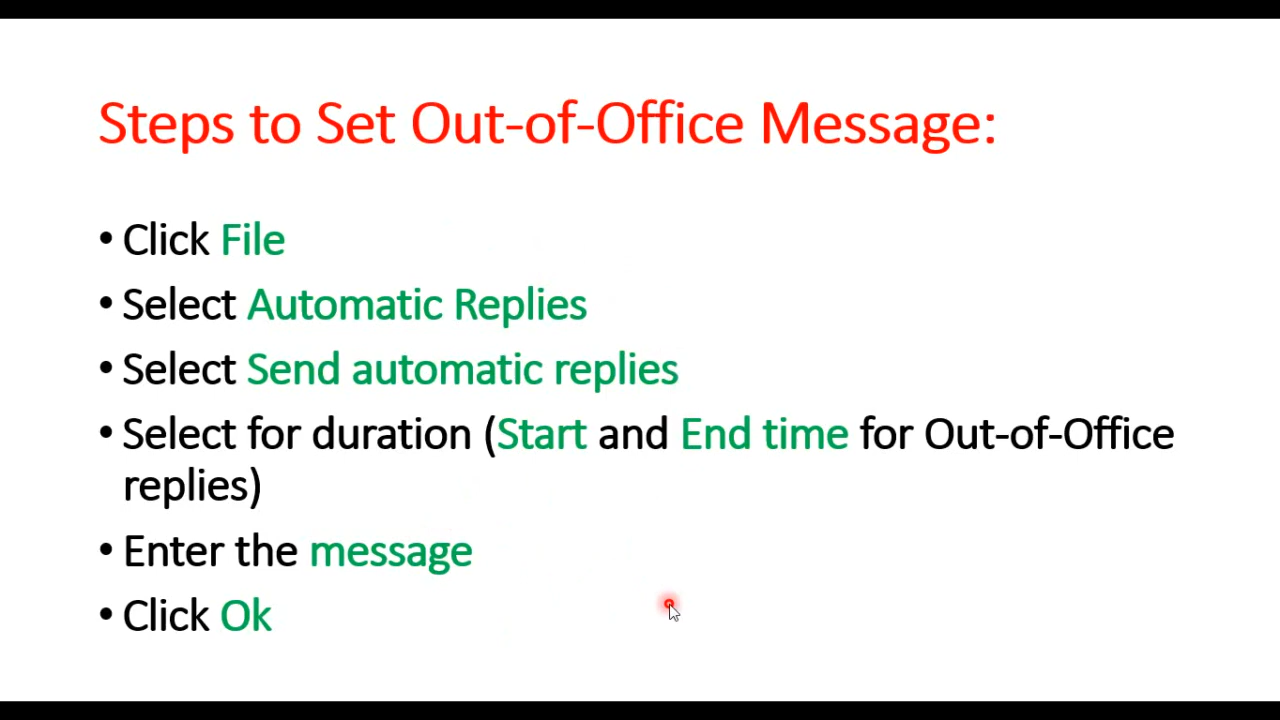 Steps to Set Out-of-Office Message:
• Click File
• Select Automatic Replies
• Select Send automatic replies
• Select for duration (Start and End time for Out-of-Office
replies)
• Enter the message
• Click Ok